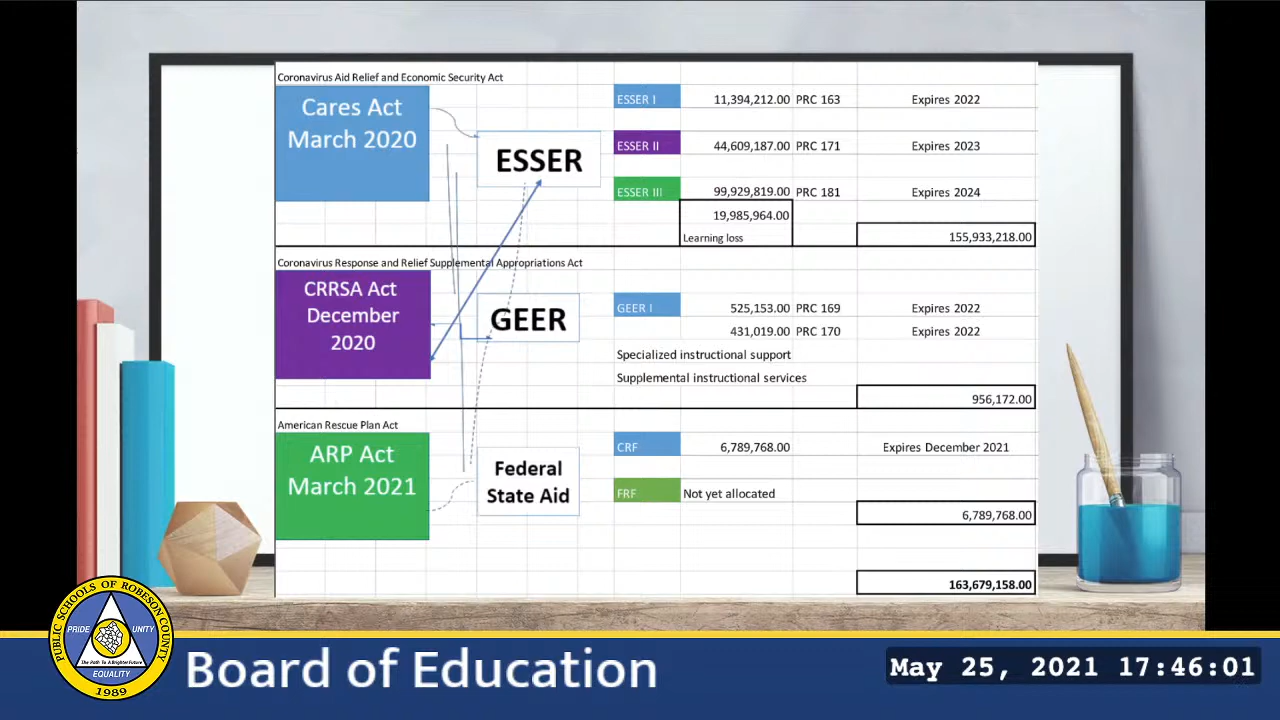 Coronavirus Aid Relief and Economic Security Act
Cares Act
March 2020
ESSER
ESSER I 11,394,212.00 PRC 163 Expires 2022
ESSER II 44,609,187.00 PRC 171 Expires 2023
ESSER III 99,929,819.00 PRC 181 Expires 2024
19,985,964.00
Learning loss 155,933,218.00
Coronavirus Response and Relief Supplemental Appropriations Act
CRRSA Act
December
2020
GEER
GEER I 525,153.00 PRC 169 Expires 2022
431,019.00 PRC 170 Expires 2022
Specialized instructional support
Supplemental instructional services
956,172.00
American Rescue Plan Act
ARP Act
March 2021
Federal
State Aid
CRF 6,789,768.00 Expires December 2021
FRF Not yet allocated
6,789,768.00
163,679,158.00
PUBLIC SCHOOLS OF ROBESON COUNTY
PRIDE UNITY
The Path To A Brighter Future
EQUALITY
1989
Board of Education
May 25, 2021 17:46:01